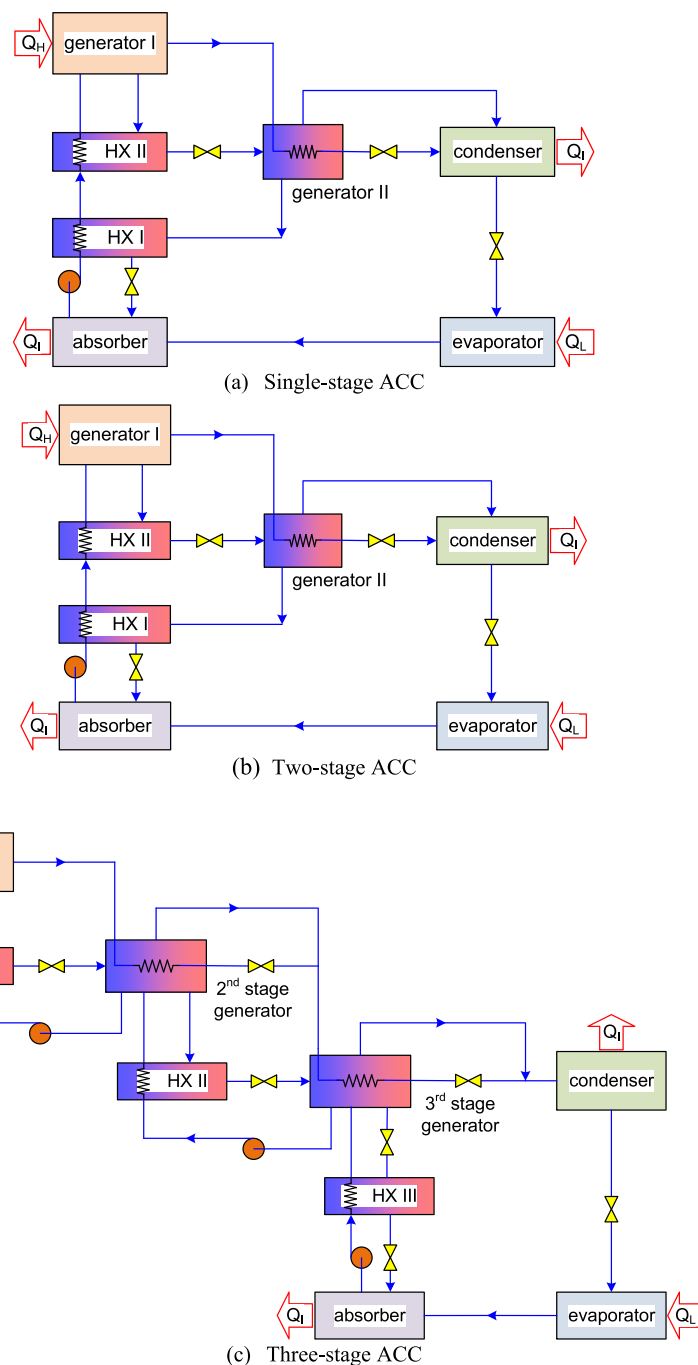 Q_H
generator I
HX II
condenser
Q_I
generator II
HX I
Q_I
absorber
evaporator
Q_L
(a) Single-stage ACC
Q_H
generator I
HX II
condenser
Q_I
generator II
HX I
Q_I
absorber
evaporator
Q_L
(b) Two-stage ACC
2nd stage
generator
Q_I
HX II
condenser
3rd stage
generator
HX III
Q_I
absorber
evaporator
Q_L
(c) Three-stage ACC